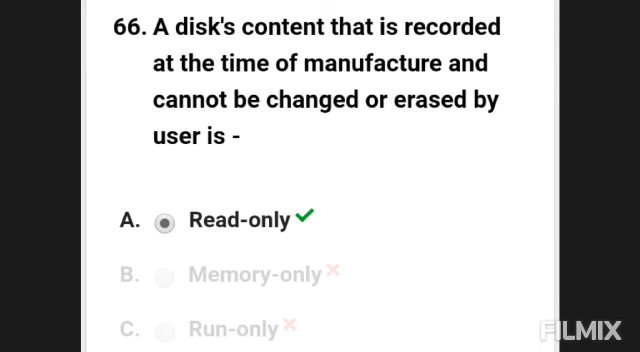 66. A disk's content that is recorded
at the time of manufacture and
cannot be changed or erased by
user is -
A. Read-only
B. Memory-only
C. Run-only
FILMIX